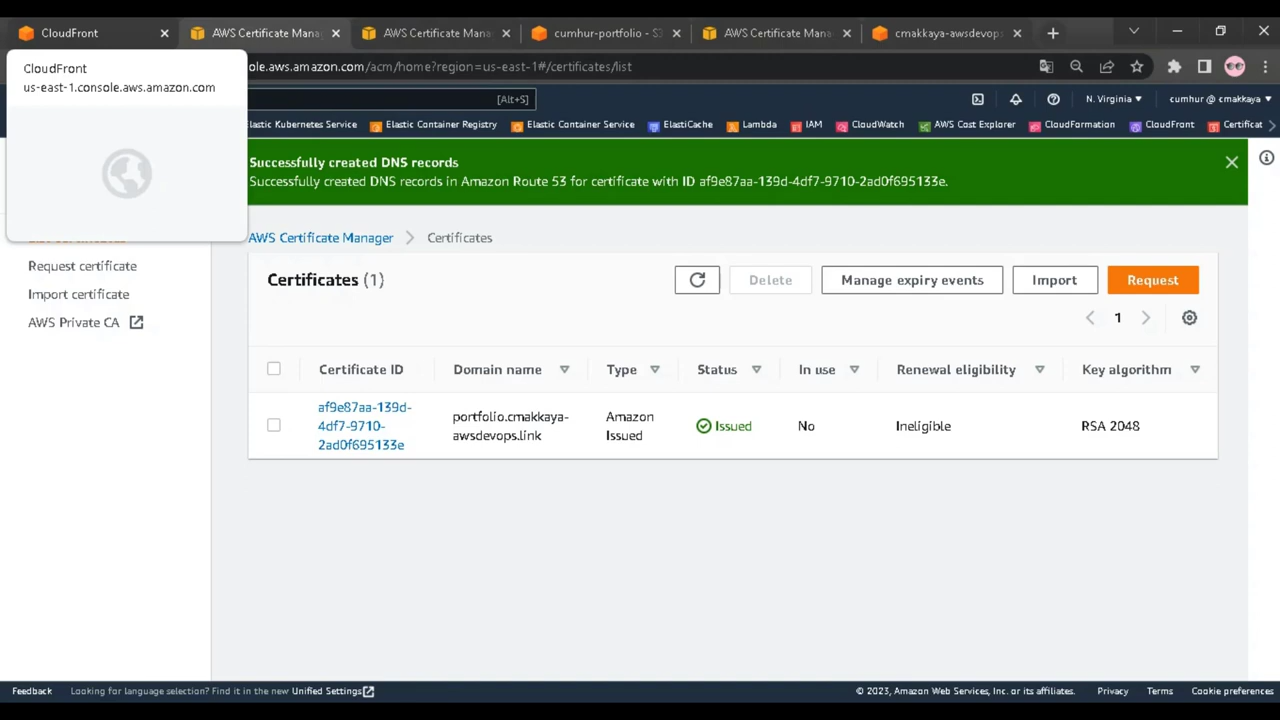 CloudFront
AWS Certificate Mana
AWS Certificate Mana
cumhur-portfolio - S3
AWS Certificate Mana
cmakkaya-awsdevops
CloudFront
us-east-1.console.aws.amazon.com
ole.aws.amazon.com/acm/home?region=us-east-1#/certificates/list
[Alt+S]
N. Virginia
cumhur @ cmakkaya
Elastic Kubernetes Service
Elastic Container Registry
Elastic Container Service
ElastiCache
Lambda
IAM
CloudWatch
AWS Cost Explorer
CloudFormation
CloudFront
Certificat
Successfully created DNS records
Successfully created DNS records in Amazon Route 53 for certificate with ID af9e87aa-139d-4df7-9710-2ad0f695133e.
AWS Certificate Manager
Certificates
Request certificate
Import certificate
AWS Private CA
Certificates (1)
Delete
Manage expiry events
Import
Request
1
Certificate ID
Domain name
Type
Status
In use
Renewal eligibility
Key algorithm
af9e87aa-139d-
4df7-9710-
2ad0f695133e
portfolio.cmakkaya-
awsdevops.link
Amazon
Issued
Issued
No
Ineligible
RSA 2048
Feedback
Looking for language selection? Find it in the new Unified Settings
© 2023, Amazon Web Services, Inc. or its affiliates.
Privacy
Terms
Cookie preferences